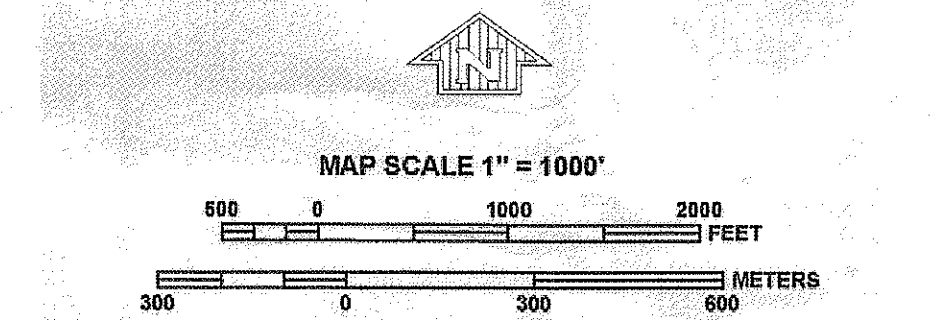 N
MAP SCALE 1" = 1000'
500 0 1000 2000
FEET
METERS
300 0 300 600